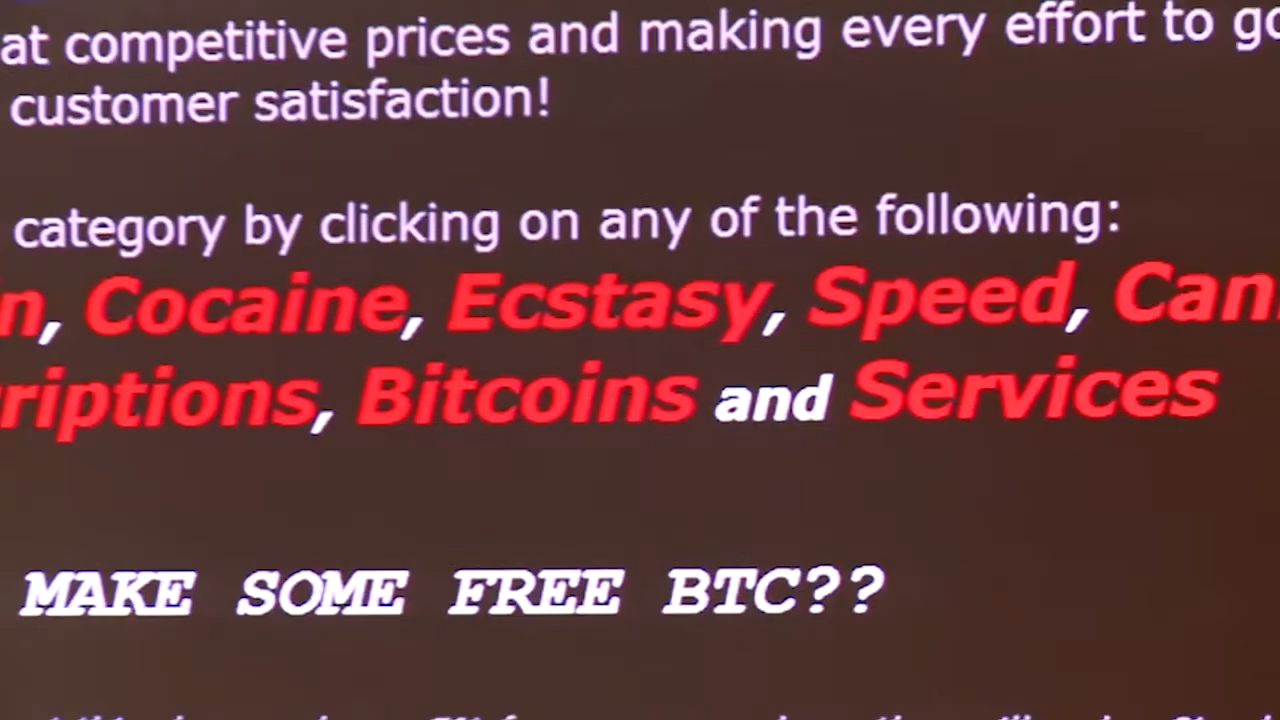 at competitive prices and making every effort to
customer satisfaction!
category by clicking on any of the following:
, Cocaine, Ecstasy, Speed,
, Bitcoins and Services
MAKE SOME FREE BTC??